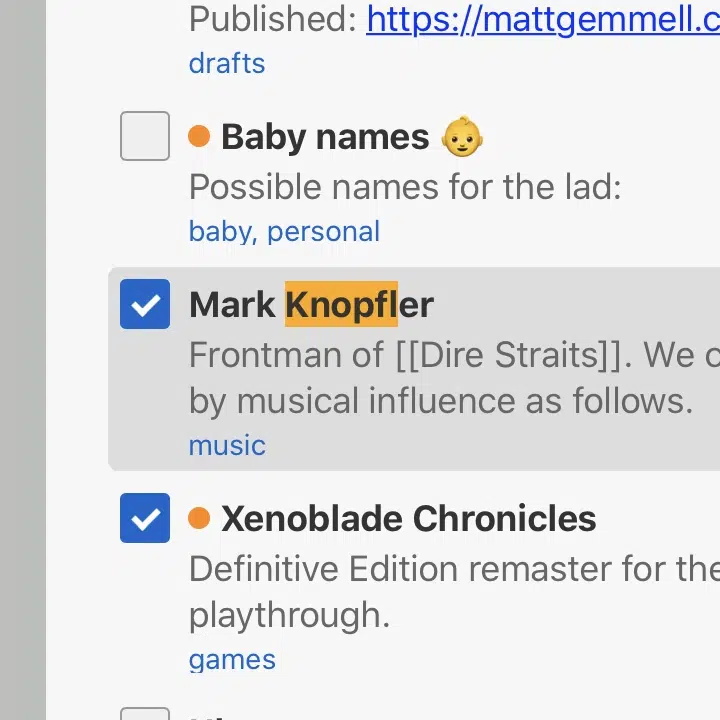 Published: https://mattgemmell.c
drafts
Baby names 👶
Possible names for the lad:
baby, personal
Mark Knopfler
Frontman of [[Dire Straits]]. We
by musical influence as follows.
music
Xenoblade Chronicles
Definitive Edition remaster for the
playthrough.
games